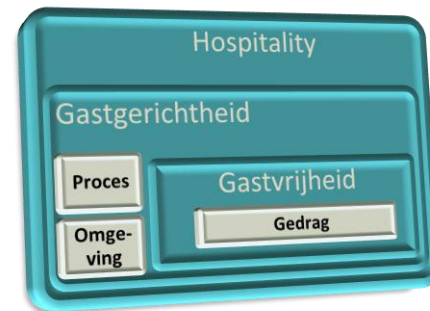 Hospitality
Gastgerichtheid
Proces
Gastvrijheid
Gedrag
Omge-
ving